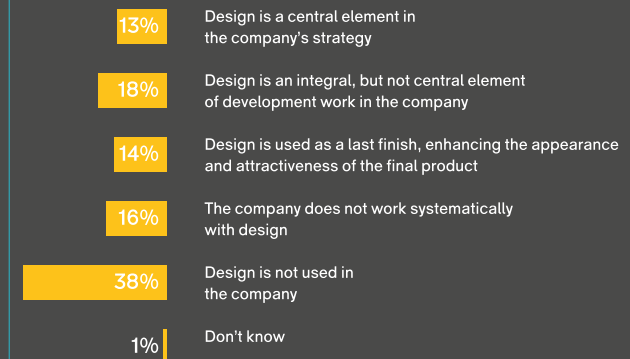 13%
Design is a central element in
the company’s strategy
18%
Design is an integral, but not central element
of development work in the company
14%
Design is used as a last finish, enhancing the appearance
and attractiveness of the final product
16%
The company does not work systematically
with design
38%
Design is not used in
the company
1%
Don’t know